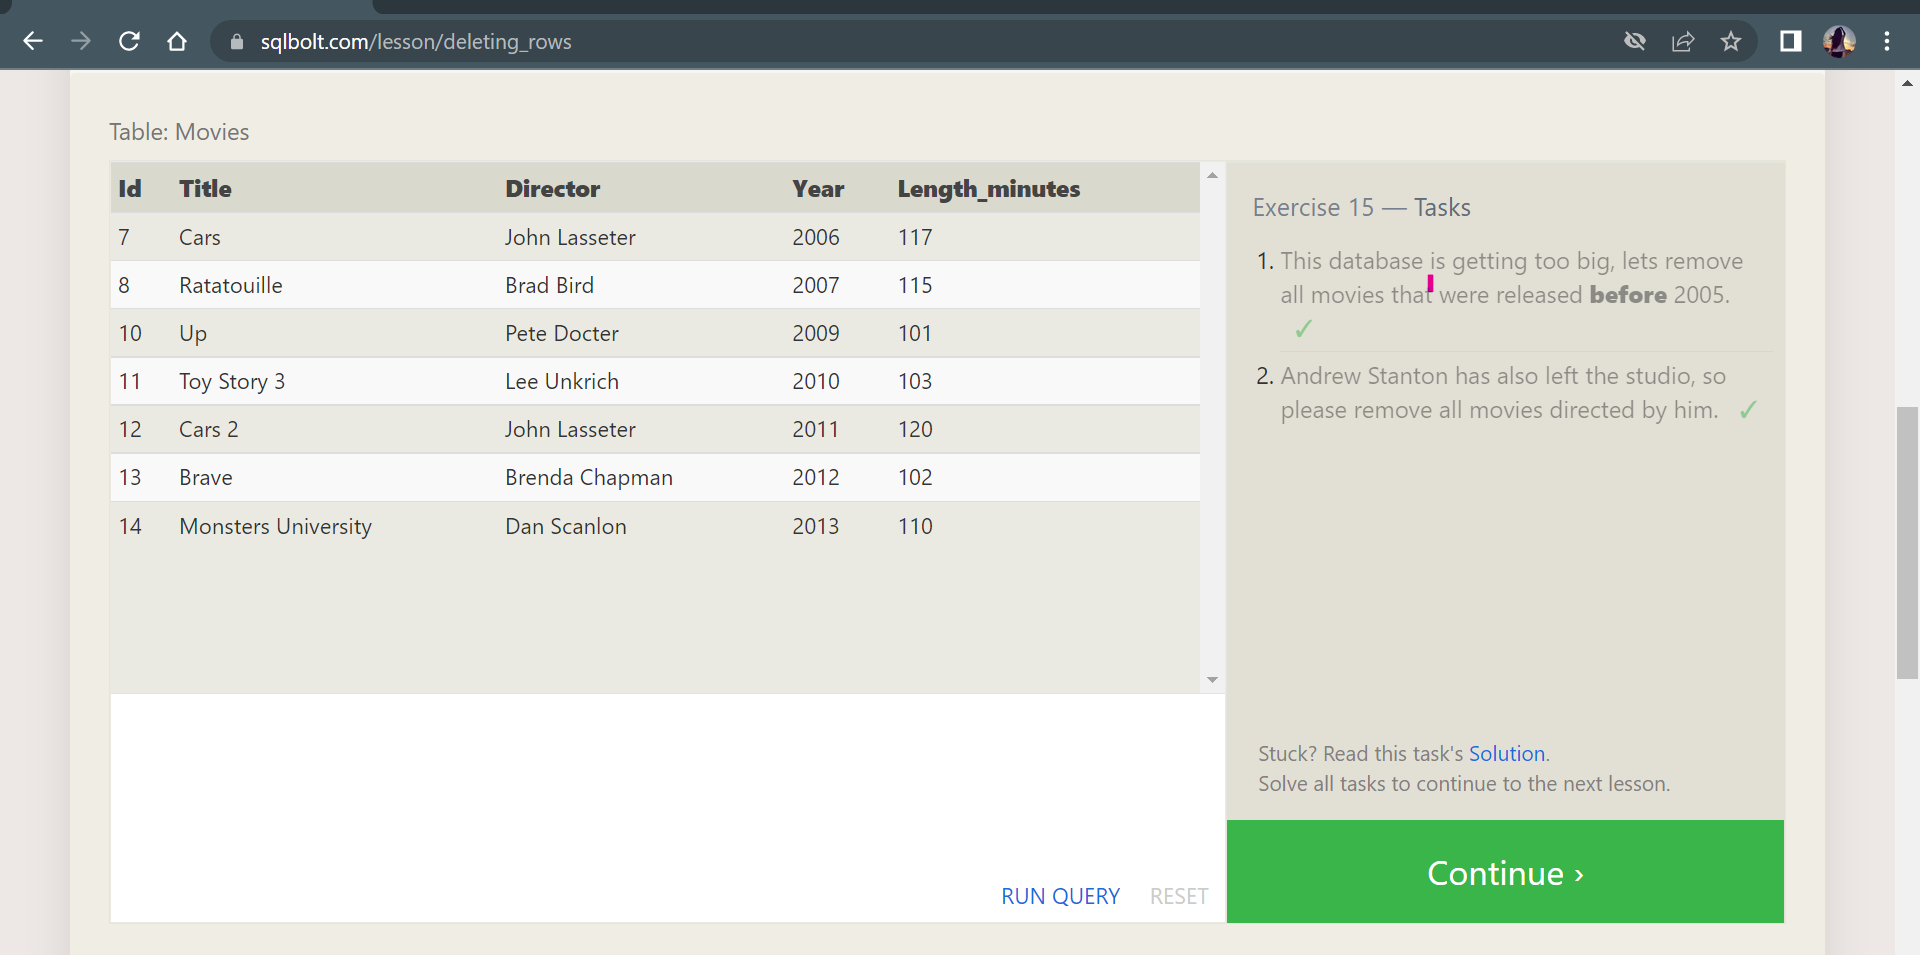 sqlbolt.com/lesson/deleting_rows
Table: Movies
Id Title Director Year Length_minutes
7 Cars John Lasseter 2006 117
8 Ratatouille Brad Bird 2007 115
10 Up Pete Docter 2009 101
11 Toy Story 3 Lee Unkrich 2010 103
12 Cars 2 John Lasseter 2011 120
13 Brave Brenda Chapman 2012 102
14 Monsters University Dan Scanlon 2013 110
RUN QUERY RESET
Exercise 15 — Tasks
1. This database is getting too big, lets remove
all movies that were released before 2005.
✓
2. Andrew Stanton has also left the studio, so
please remove all movies directed by him. ✓
Stuck? Read this task's Solution.
Solve all tasks to continue to the next lesson.
Continue ›